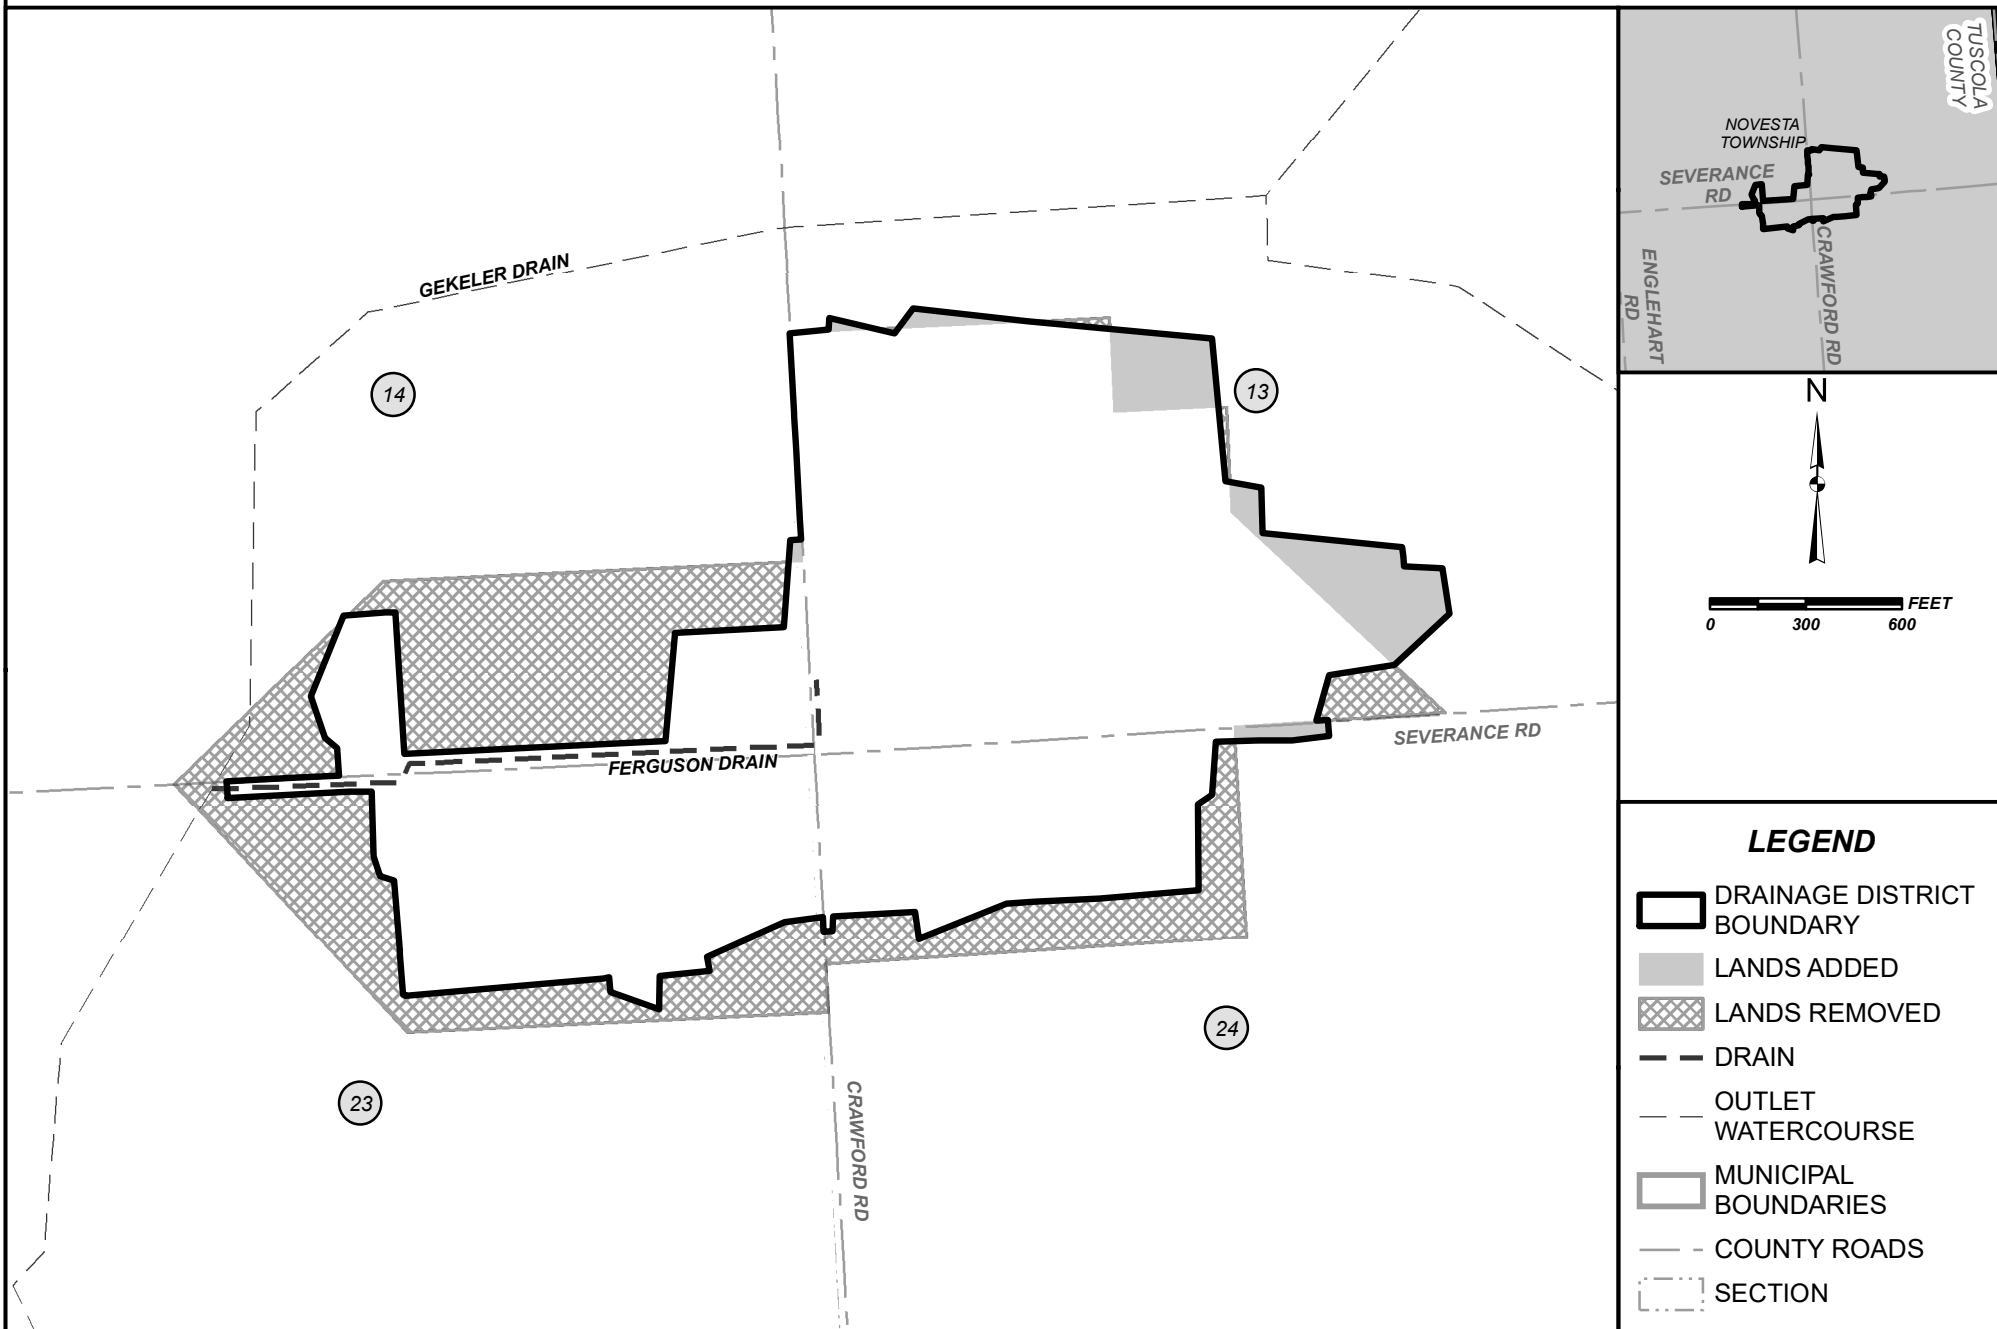 GEKELER DRAIN
14
13
FERGUSON DRAIN
SEVERANCE RD
24
23
CRAWFORD RD
TUSCOLA
COUNTY
NOVESTA
TOWNSHIP
SEVERANCE
RD
CRAWFORD RD
ENGLEHART
RD
N
FEET
0 300 600
LEGEND
DRAINAGE DISTRICT
BOUNDARY
LANDS ADDED
LANDS REMOVED
DRAIN
OUTLET
WATERCOURSE
MUNICIPAL
BOUNDARIES
COUNTY ROADS
SECTION